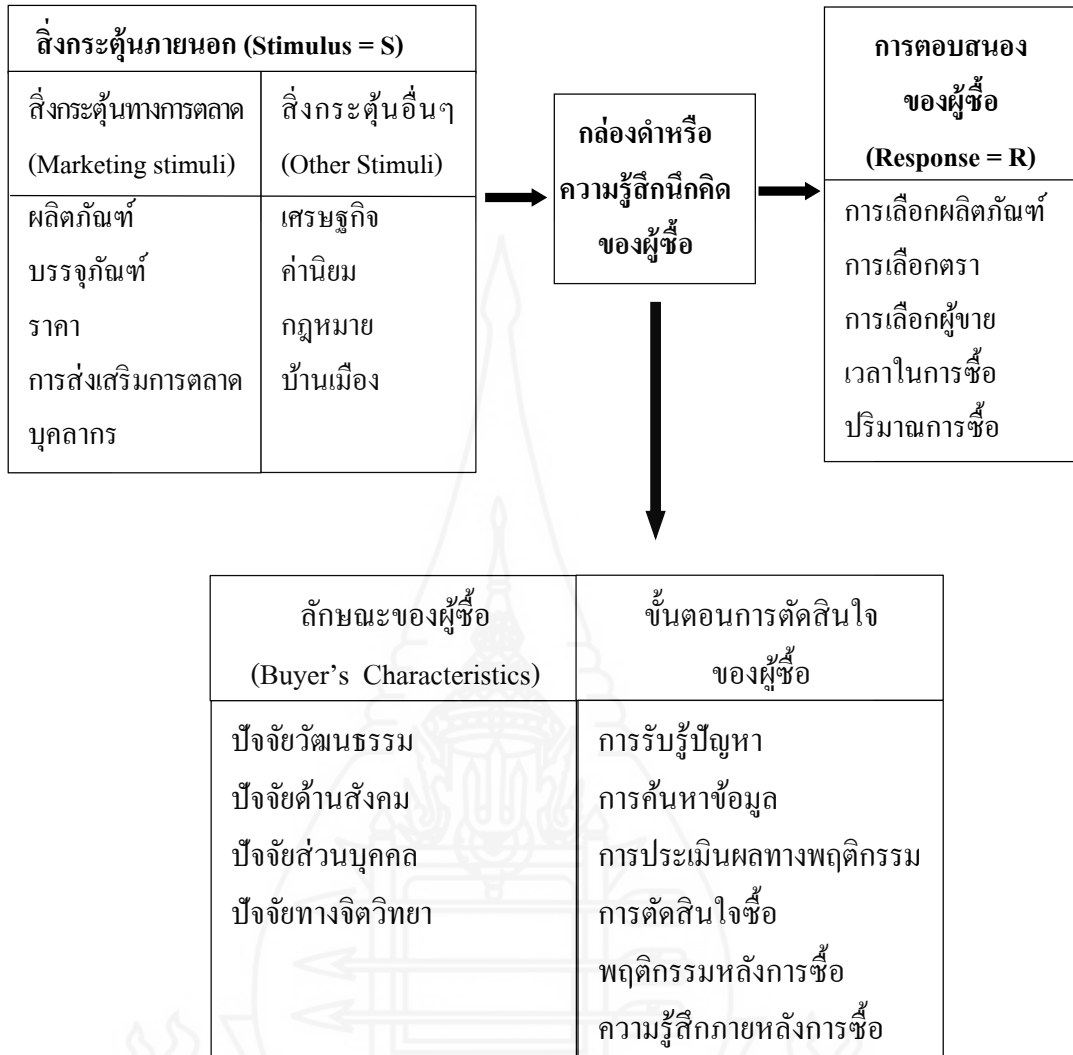 สิ่งกระตุ้นภายนอก (Stimulus = S)
สิ่งกระตุ้นทางการตลาด
(Marketing stimuli)
สิ่งกระตุ้นอื่นๆ
(Other Stimuli)
ผลิตภัณฑ์
บรรจุภัณฑ์
ราคา
การส่งเสริมการตลาด
บุคลากร
เศรษฐกิจ
ค่านิยม
กฎหมาย
บ้านเมือง
กล่องดำหรือ
ความรู้สึกนึกคิด
ของผู้ซื้อ
การตอบสนอง
ของผู้ซื้อ
(Response = R)
การเลือกผลิตภัณฑ์
การเลือกตรา
การเลือกผู้ขาย
เวลาในการซื้อ
ปริมาณการซื้อ
ลักษณะของผู้ซื้อ
(Buyer’s Characteristics)
ปัจจัยวัฒนธรรม
ปัจจัยด้านสังคม
ปัจจัยส่วนบุคคล
ปัจจัยทางจิตวิทยา
ขั้นตอนการตัดสินใจ
ของผู้ซื้อ
การรับรู้ปัญหา
การค้นหาข้อมูล
การประเมินผลทางพฤติกรรม
การตัดสินใจซื้อ
พฤติกรรมหลังการซื้อ
ความรู้สึกภายหลังการซื้อ